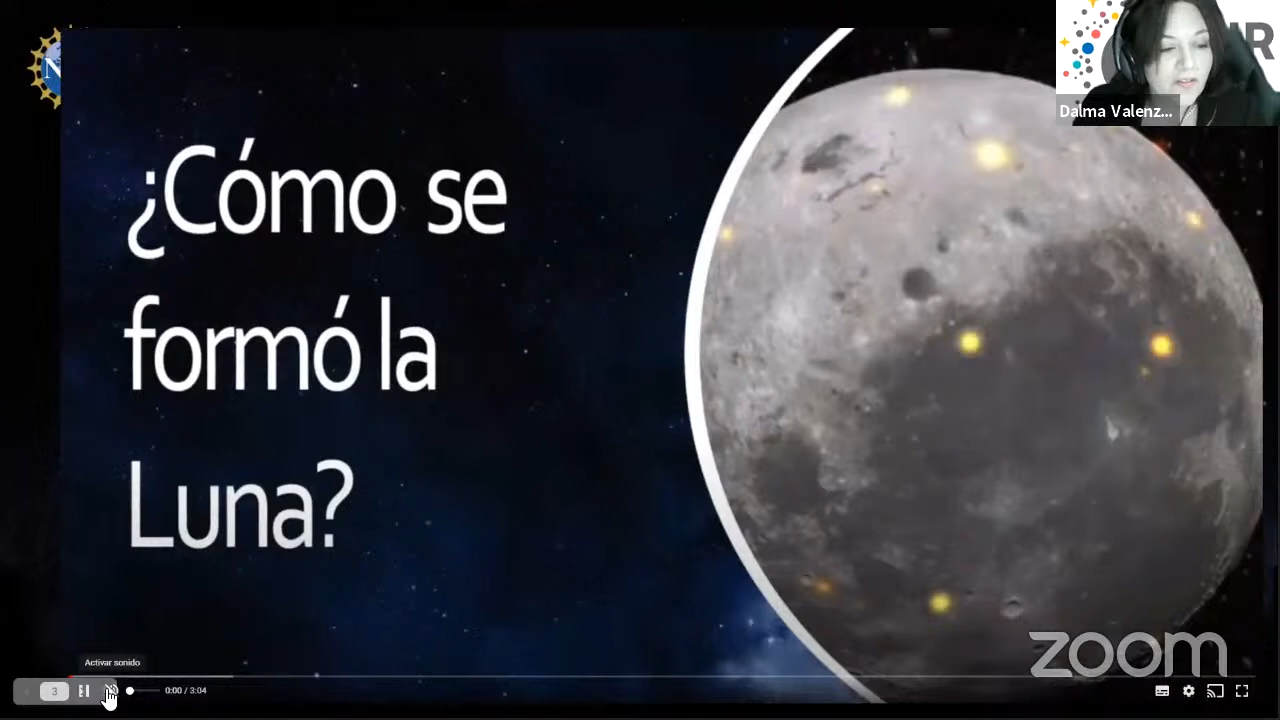 ¿Cómo se
formó la
Luna?
Dalma Valenz...
zoom
Activar sonido
3
0:00 / 3:04